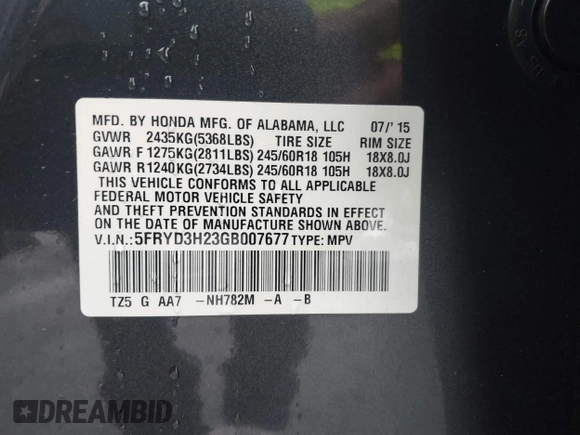 MFD. BY HONDA MFG. OF ALABAMA, LLC 07/'15
GVWR 2435KG(5368LBS) TIRE SIZE RIM SIZE
GAWR F 1275KG(2811LBS) 245/60R18 105H 18X8.0J
GAWR R 1240KG(2734LBS) 245/60R18 105H 18X8.0J
THIS VEHICLE CONFORMS TO ALL APPLICABLE
FEDERAL MOTOR VEHICLE SAFETY
AND THEFT PREVENTION STANDARDS IN EFFECT
ON THE DATE OF MANUFACTURE SHOWN ABOVE.
V.I.N.: 5FRYD3H23GB007677 TYPE: MPV
TZ5 G AA7 -NH782M -A -B
DREAMBID